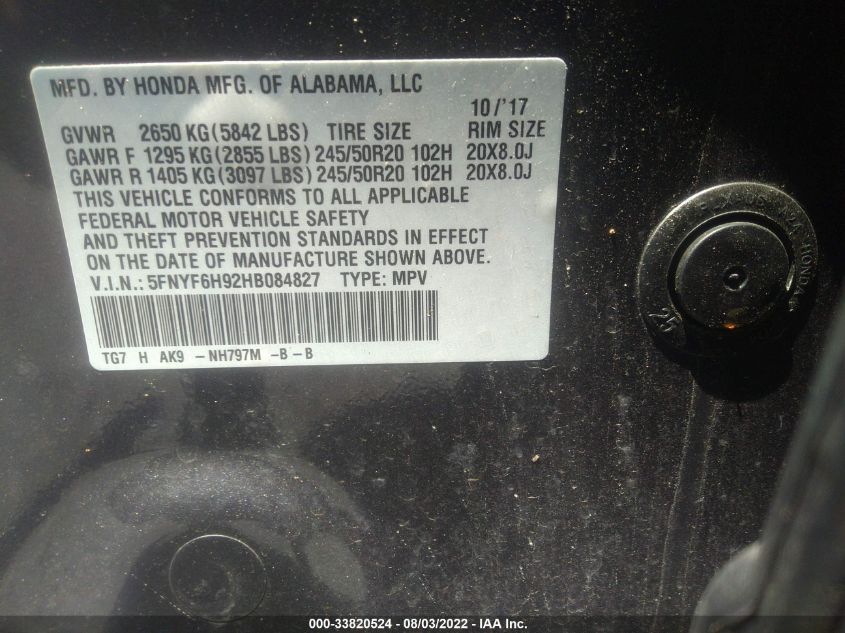 MFD. BY HONDA MFG. OF ALABAMA, LLC
10/'17
GVWR 2650 KG(5842 LBS) TIRE SIZE RIM SIZE
GAWR F 1295 KG(2855 LBS) 245/50R20 102H 20X8.0J
GAWR R 1405 KG(3097 LBS) 245/50R20 102H 20X8.0J
THIS VEHICLE CONFORMS TO ALL APPLICABLE
FEDERAL MOTOR VEHICLE SAFETY
AND THEFT PREVENTION STANDARDS IN EFFECT
ON THE DATE OF MANUFACTURE SHOWN ABOVE.
V.I.N.: 5FNYF6H92HB084827 TYPE: MPV
TG7 H AK9 -NH797M -B-B
HONDA
25
000-33820524 - 08/03/2022 - IAA Inc.